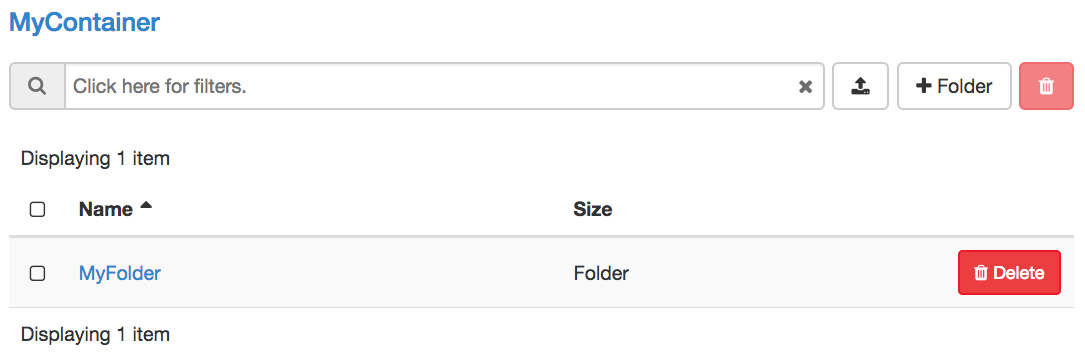 MyContainer
Click here for filters.
Folder
Displaying 1 item
Name Size
MyFolder Folder Delete
Displaying 1 item